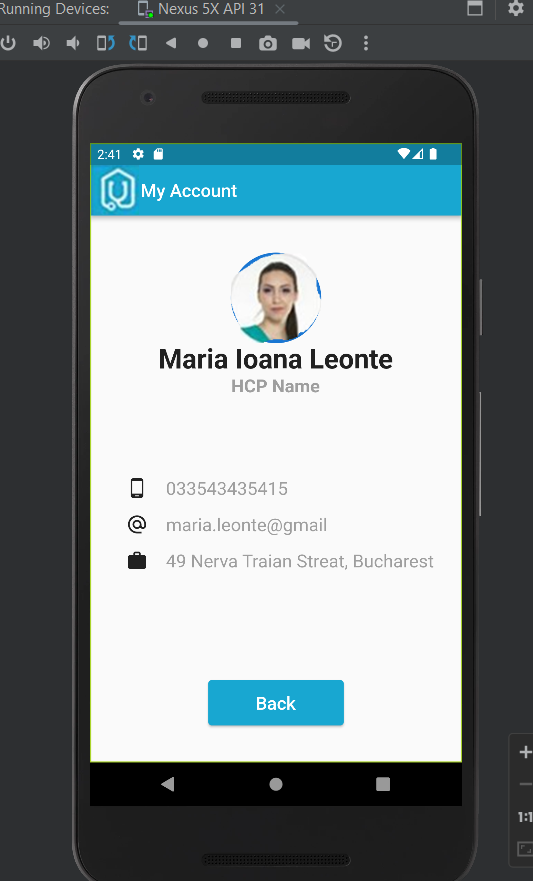 Running Devices:
Nexus 5X API 31
2:41
My Account
Maria Ioana Leonte
HCP Name
033543435415
maria.leonte@gmail
49 Nerva Traian Streat, Bucharest
Back
1:1